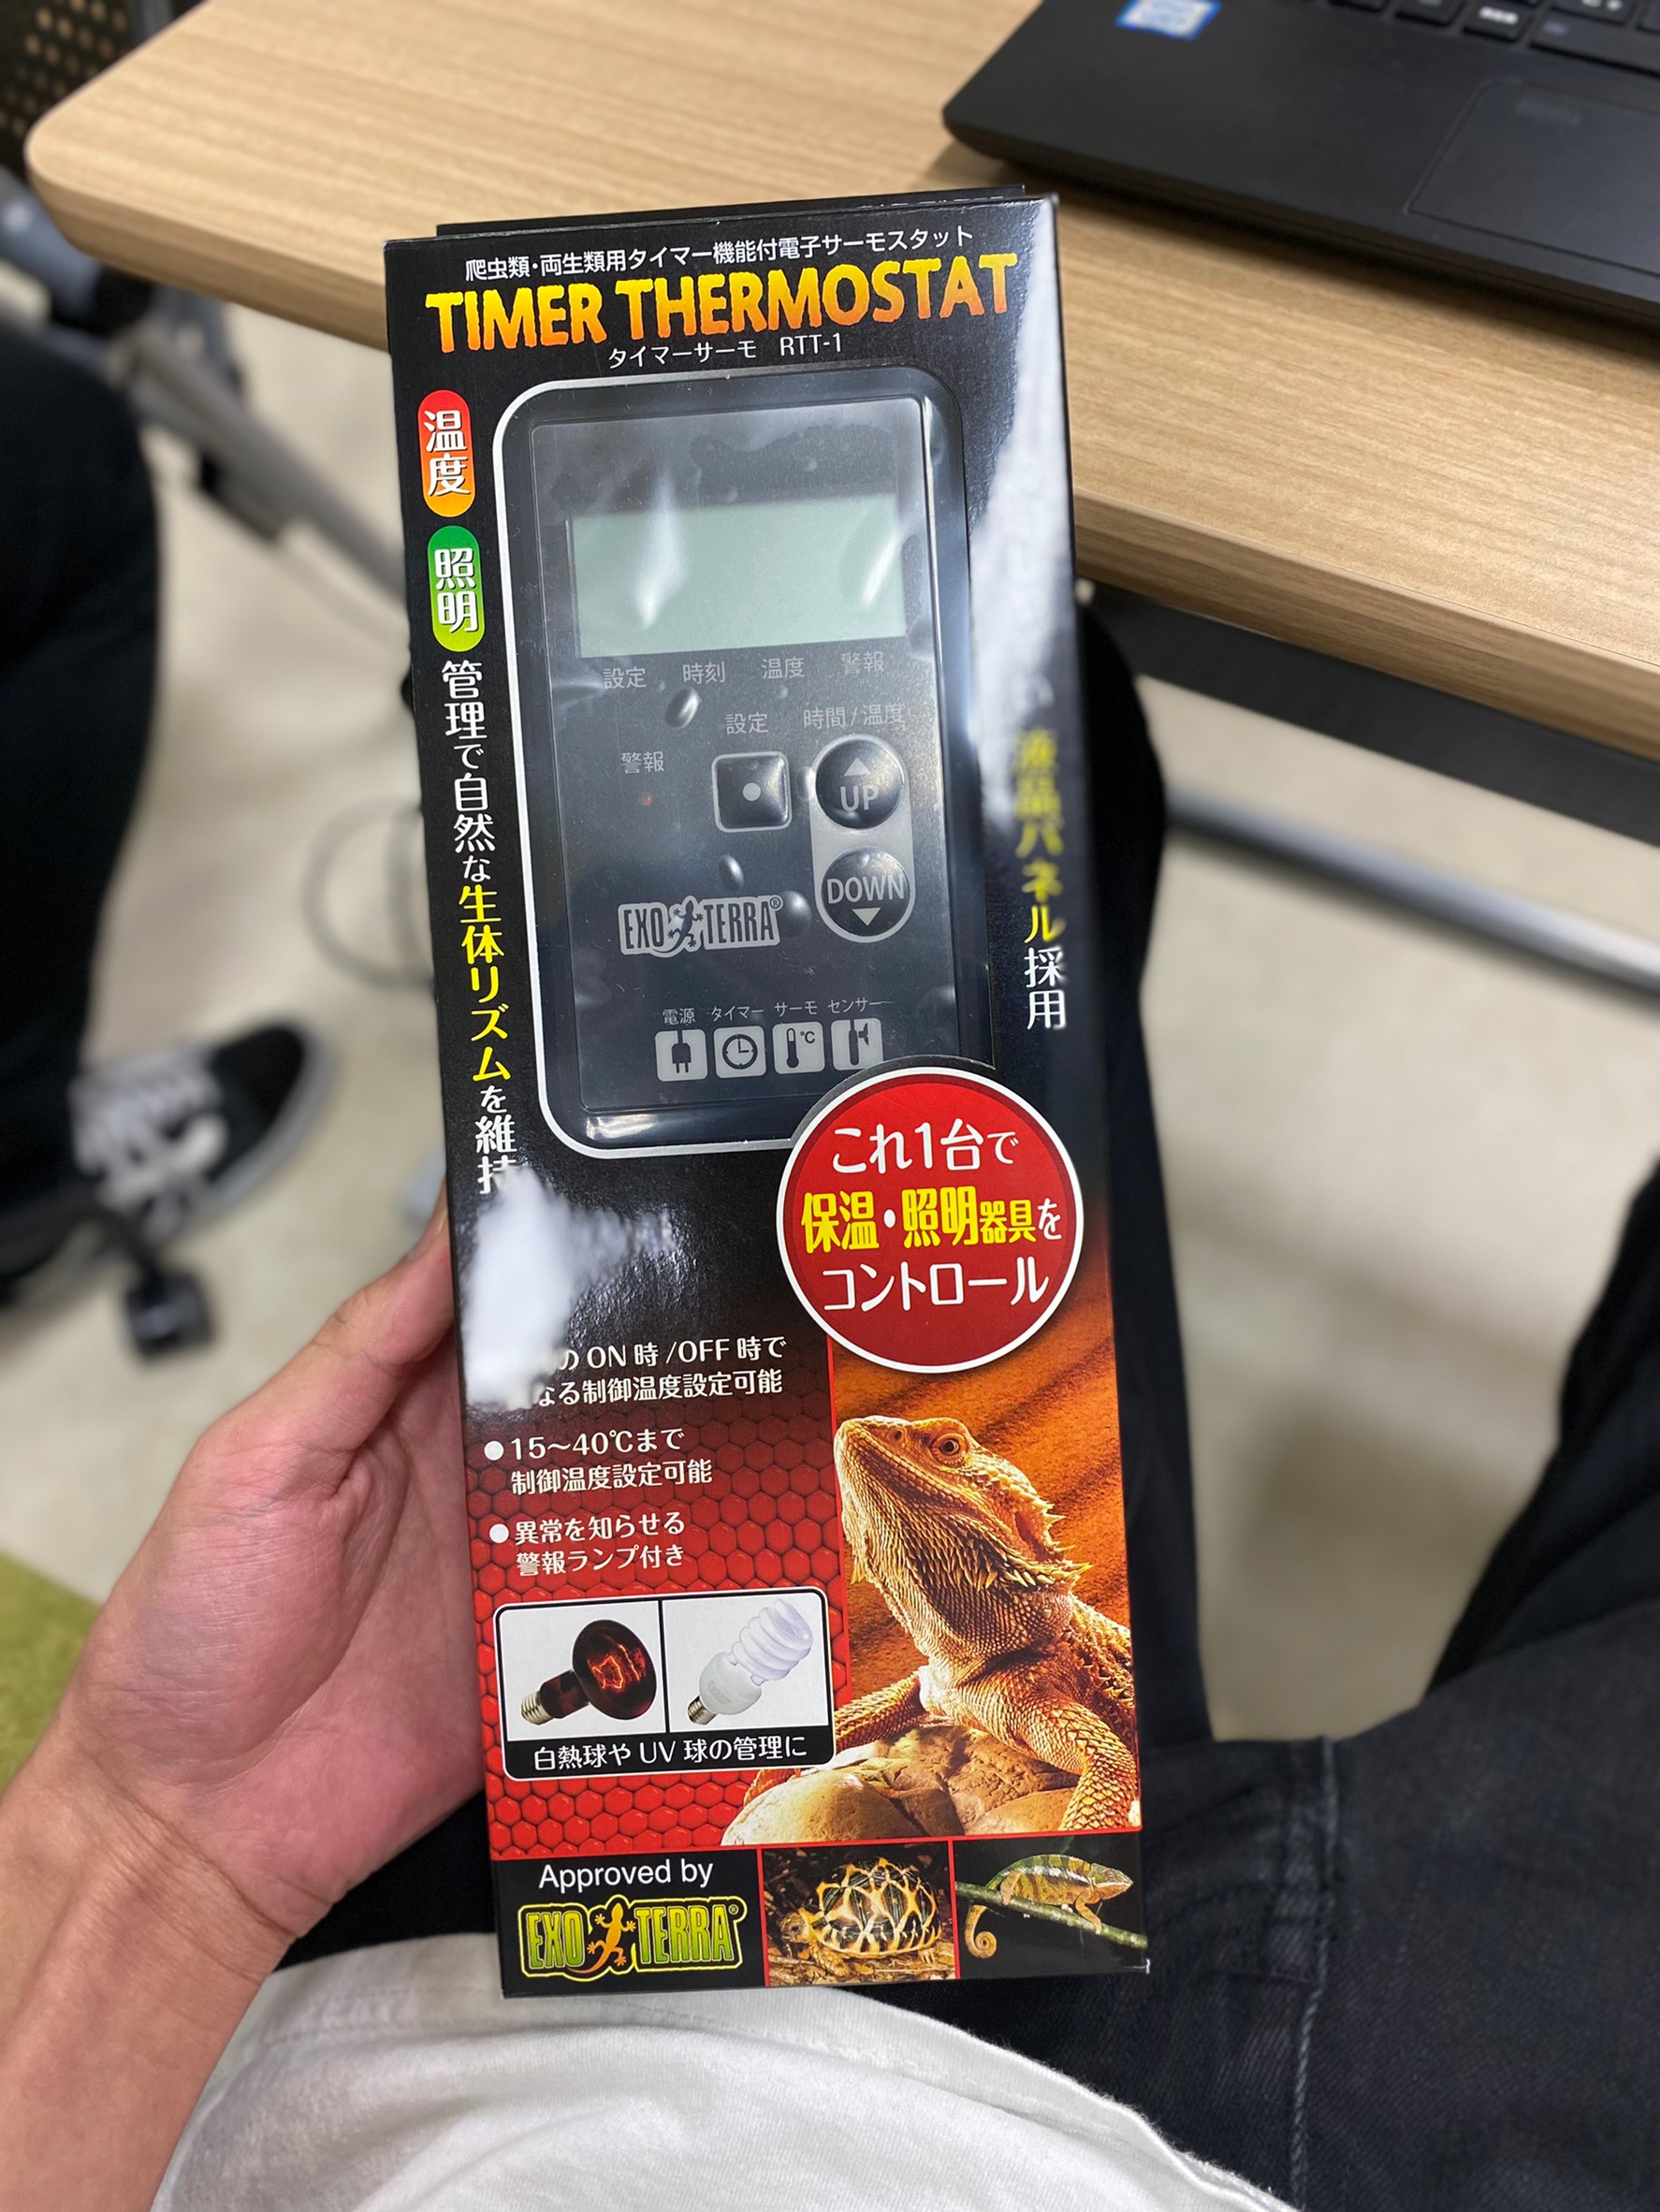 爬虫類・両生類用タイマー機能付電子サーモスタット
TIMER THERMOSTAT
タイマーサーモ RTT-1
温度
照明
管理で自然な生体リズムを維持
液晶パネル採用
設定 時刻 温度 警報
設定 時間/温度
警報
UP
DOWN
EXO TERRA®
電源 タイマー サーモ センサー
℃
これ1台で
保温・照明器具を
コントロール
の ON 時 /OFF 時で
なる制御温度設定可能
●15～40℃まで
制御温度設定可能
●異常を知らせる
警報ランプ付き
白熱球や UV 球の管理に
Approved by
EXO TERRA®